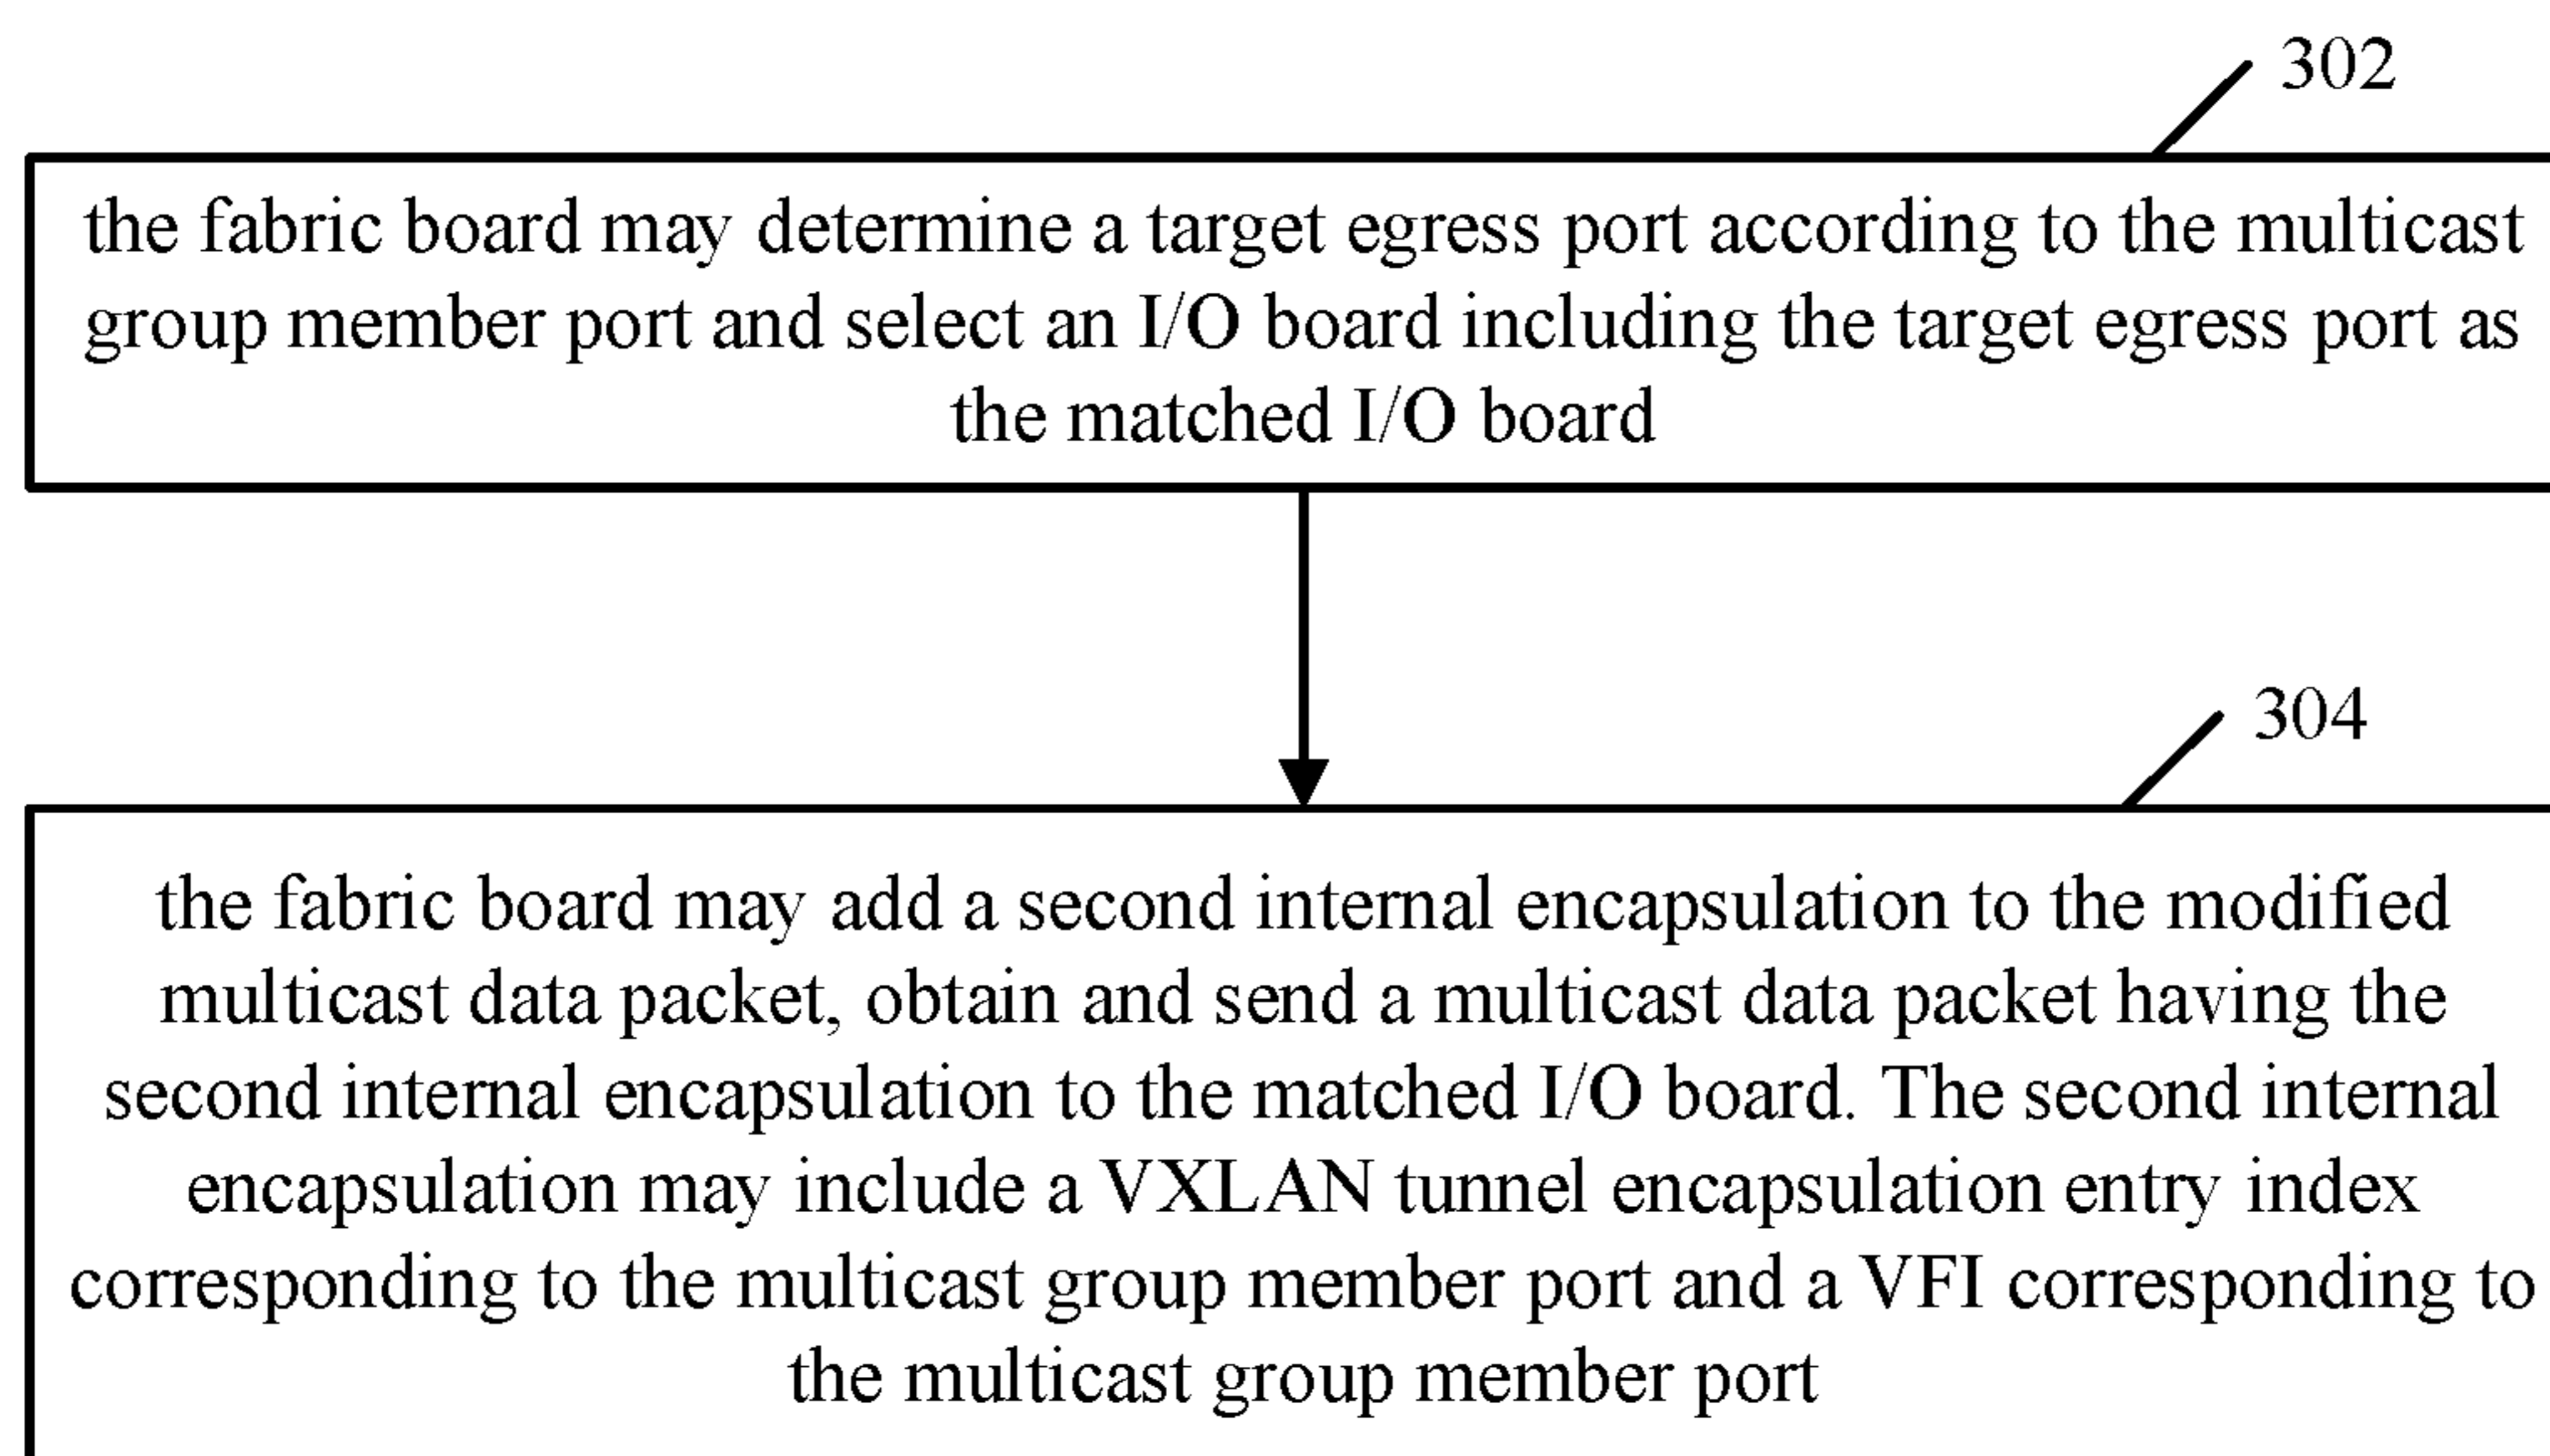 302
the fabric board may determine a target egress port according to the multicast
group member port and select an I/O board including the target egress port as
the matched I/O board
304
the fabric board may add a second internal encapsulation to the modified
multicast data packet, obtain and send a multicast data packet having the
second internal encapsulation to the matched I/O board. The second internal
encapsulation may include a VXLAN tunnel encapsulation entry index
corresponding to the multicast group member port and a VFI corresponding to
the multicast group member port